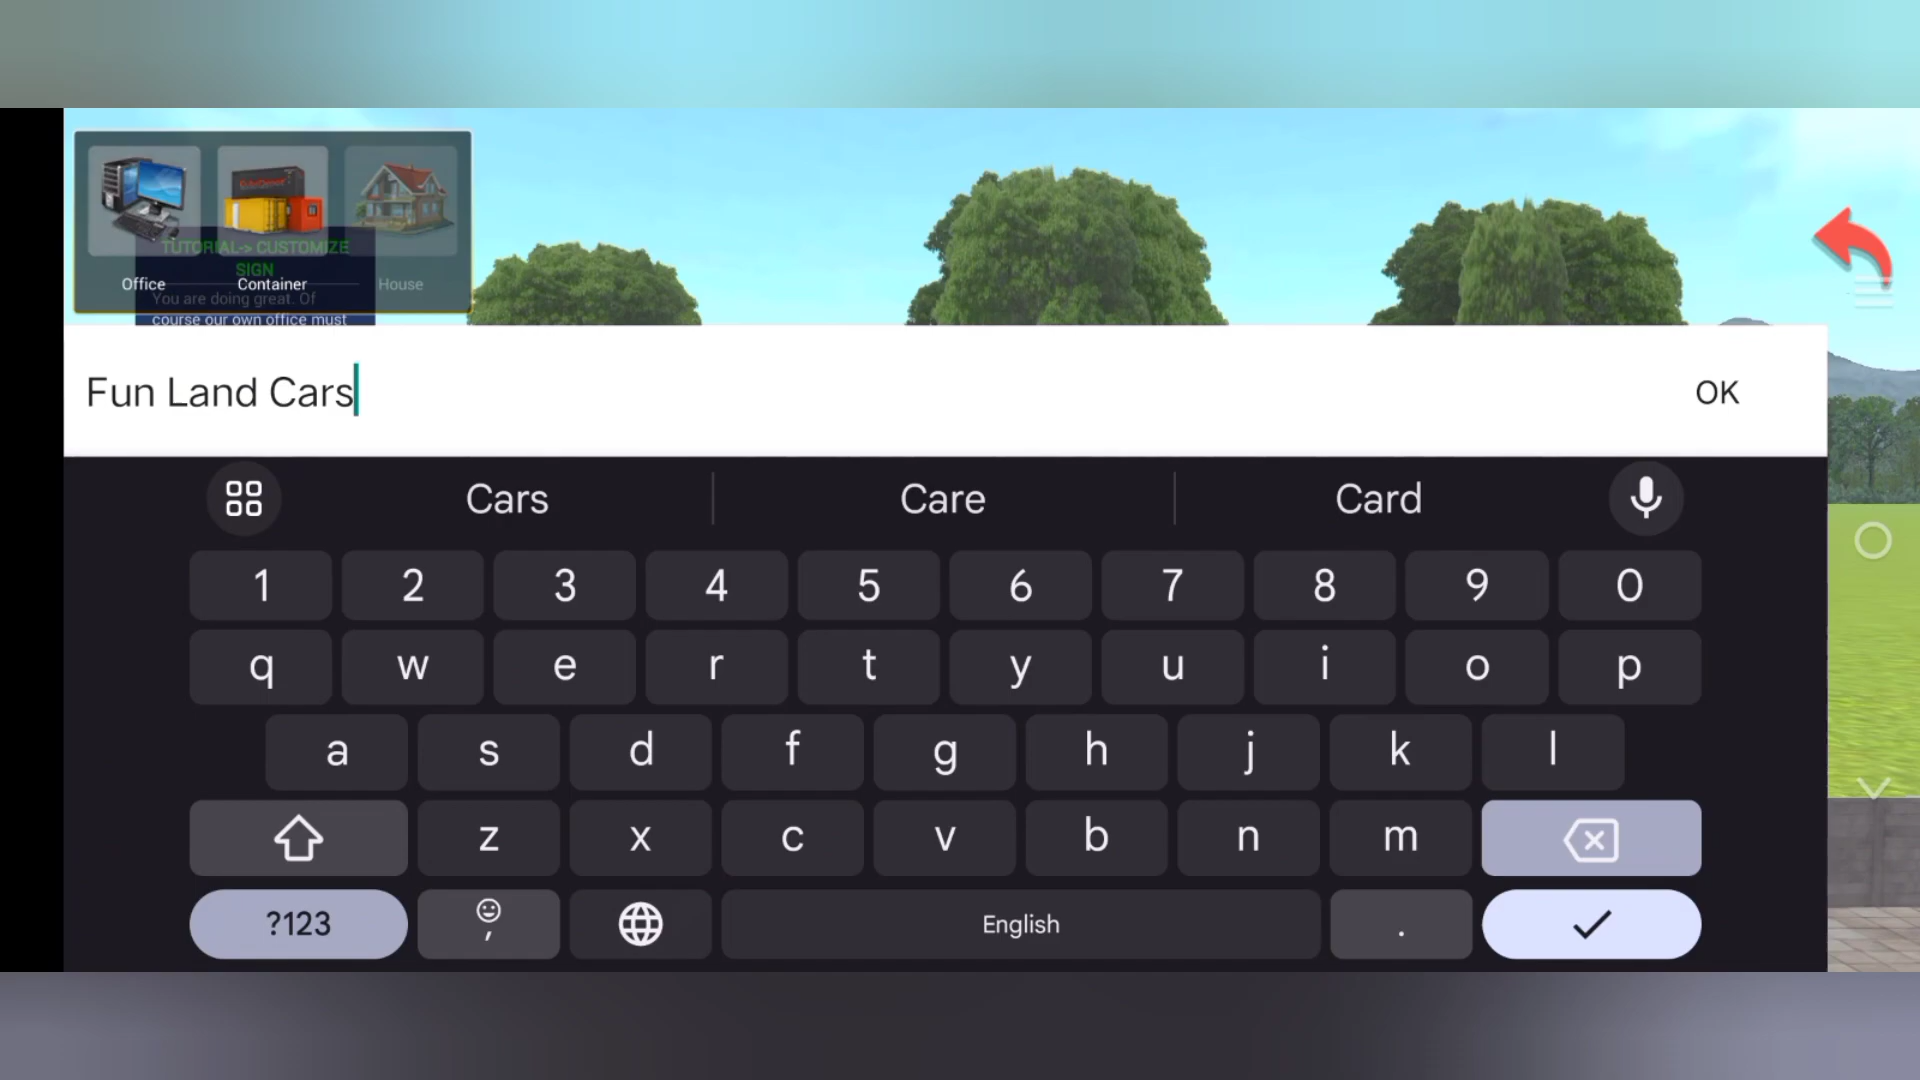 TUTORIAL-> CUSTOMIZE
SIGN
Office
Container
House
You are doing great. Of
course our own office must
Fun Land Cars
OK
Cars
Care
Card
1 2 3 4 5 6 7 8 9 0
q w e r t y u i o p
a s d f g h j k l
z x c v b n m
?123
,
English
.